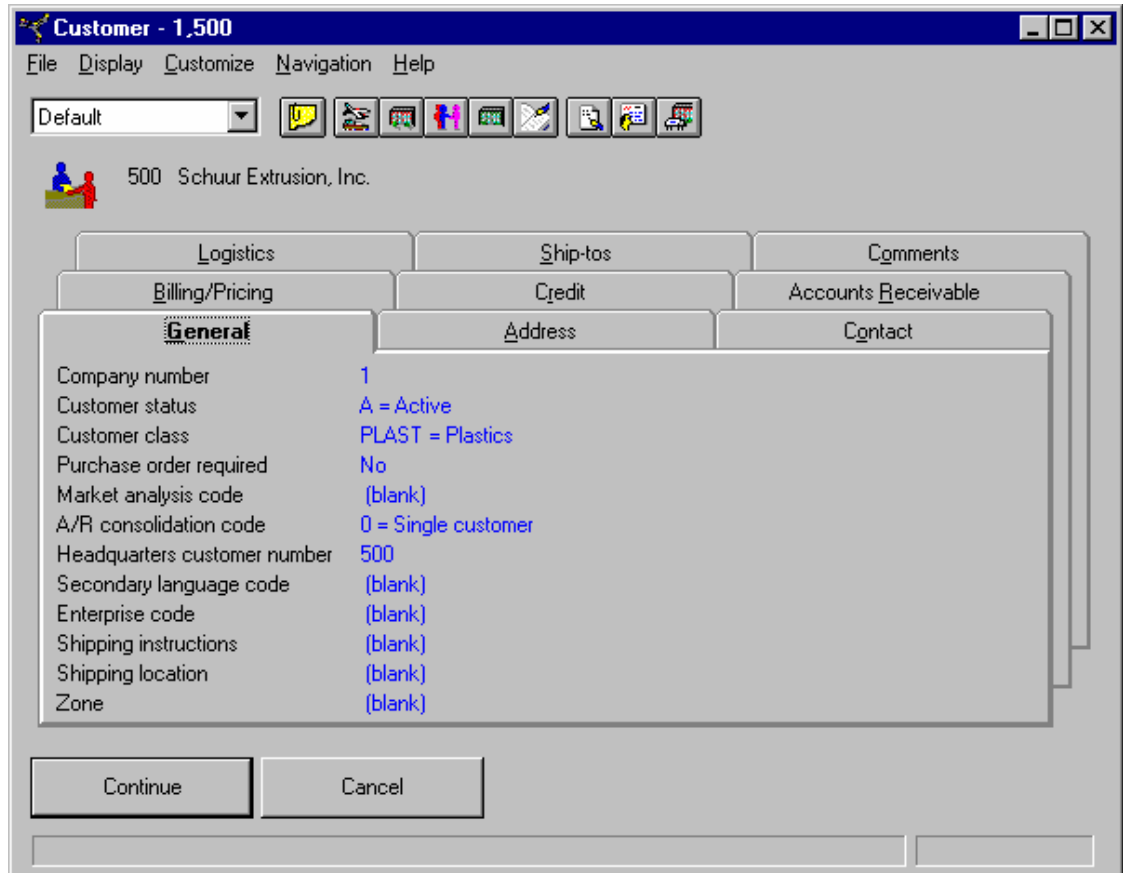 Customer - 1,500
File Display Customize Navigation Help
Default
500 Schuur Extrusion, Inc.
Logistics Ship-tos Comments
Billing/Pricing Credit Accounts Receivable
General Address Contact
Company number 1
Customer status A = Active
Customer class PLAST = Plastics
Purchase order required No
Market analysis code (blank)
A/R consolidation code 0 = Single customer
Headquarters customer number 500
Secondary language code (blank)
Enterprise code (blank)
Shipping instructions (blank)
Shipping location (blank)
Zone (blank)
Continue Cancel